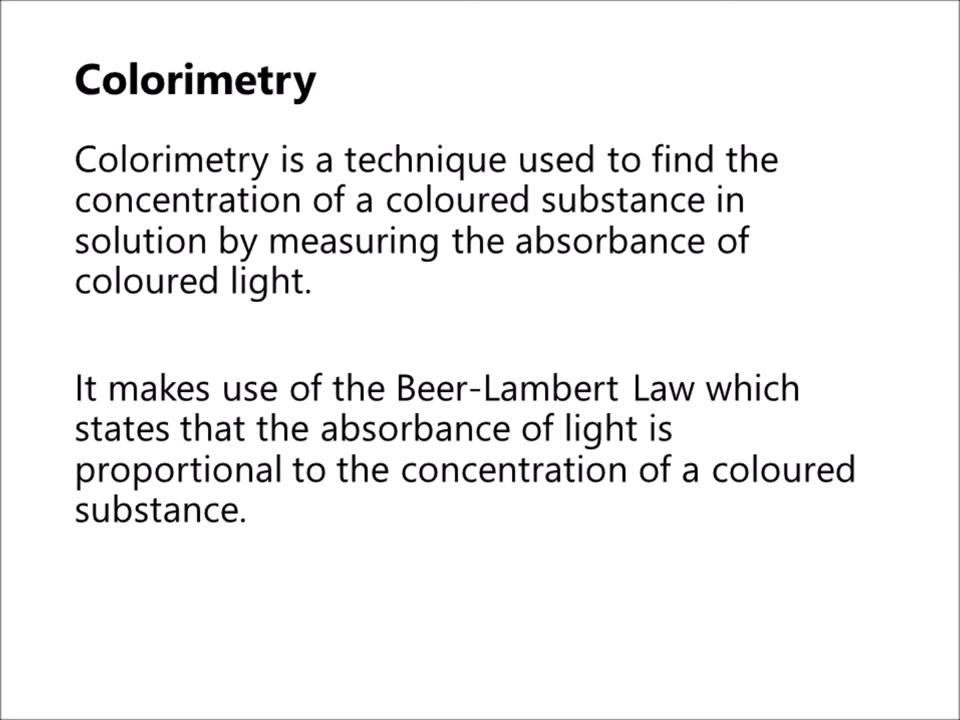 Colorimetry
Colorimetry is a technique used to find the
concentration of a coloured substance in
solution by measuring the absorbance of
coloured light.
It makes use of the Beer-Lambert Law which
states that the absorbance of light is
proportional to the concentration of a coloured
substance.